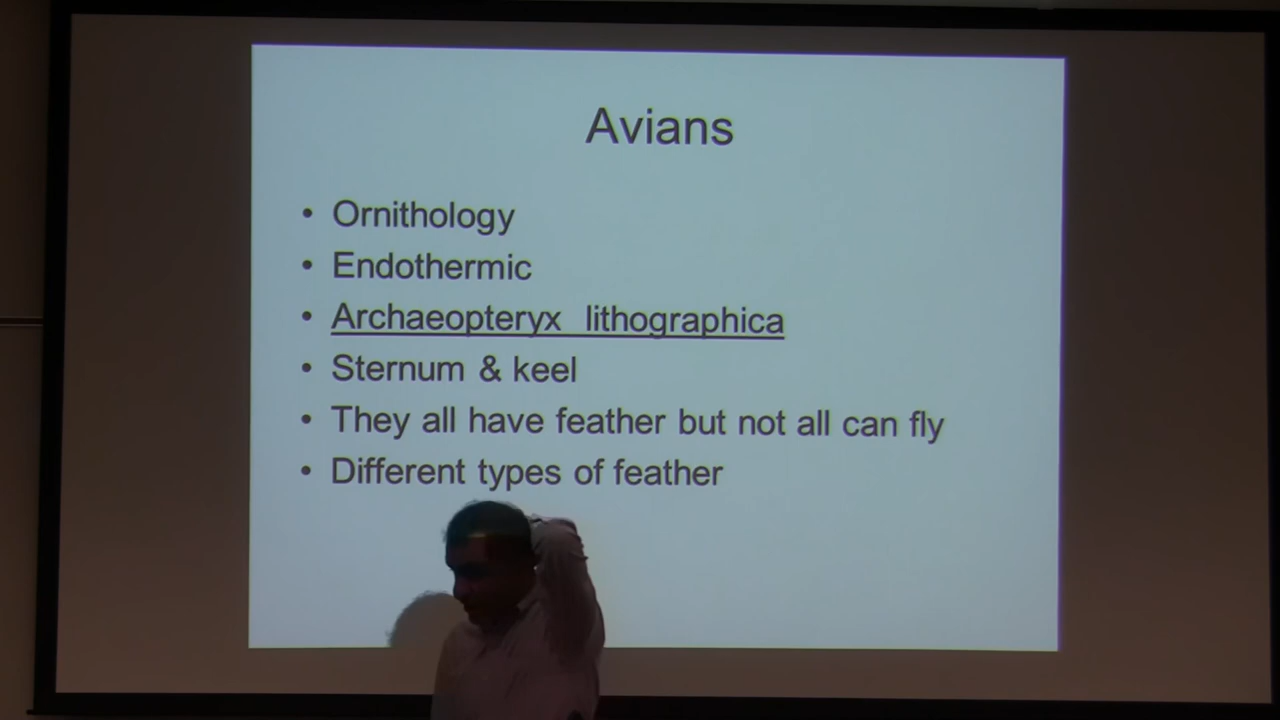 Avians
• Ornithology
• Endothermic
• Archaeopteryx lithographica
• Sternum & keel
• They all have feather but not all can fly
• Different types of feather